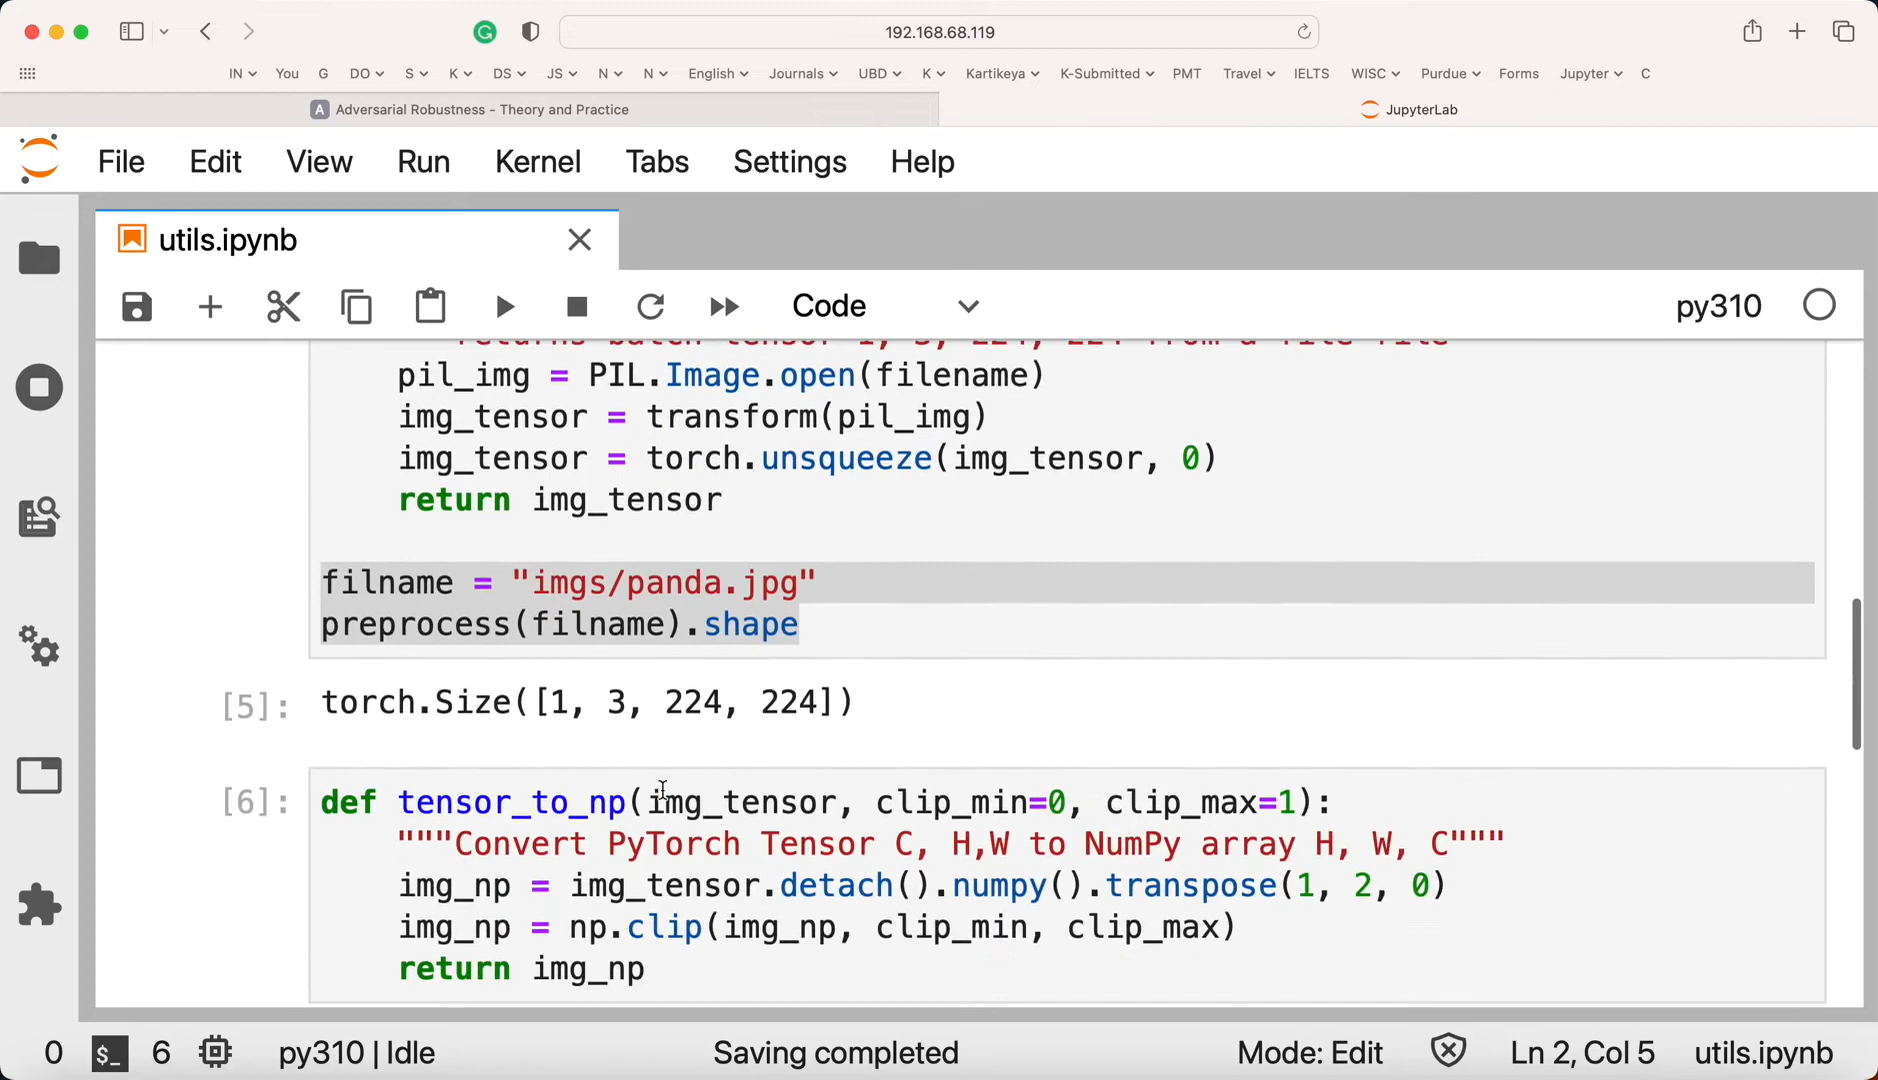 192.168.68.119
IN You G DO S K DS JS N N English Journals UBD K Kartikeya K-Submitted PMT Travel IELTS WISC Purdue Forms Jupyter C
A Adversarial Robustness - Theory and Practice
JupyterLab
File Edit View Run Kernel Tabs Settings Help
utils.ipynb
Code
py310
pil_img = PIL.Image.open(filename)
img_tensor = transform(pil_img)
img_tensor = torch.unsqueeze(img_tensor, 0)
return img_tensor
filname = "imgs/panda.jpg"
preprocess(filname).shape
[5]: torch.Size([1, 3, 224, 224])
[6]: def tensor_to_np(img_tensor, clip_min=0, clip_max=1):
"""Convert PyTorch Tensor C, H,W to NumPy array H, W, C"""
img_np = img_tensor.detach().numpy().transpose(1, 2, 0)
img_np = np.clip(img_np, clip_min, clip_max)
return img_np
0 $_ 6 py310 | Idle Saving completed Mode: Edit Ln 2, Col 5 utils.ipynb